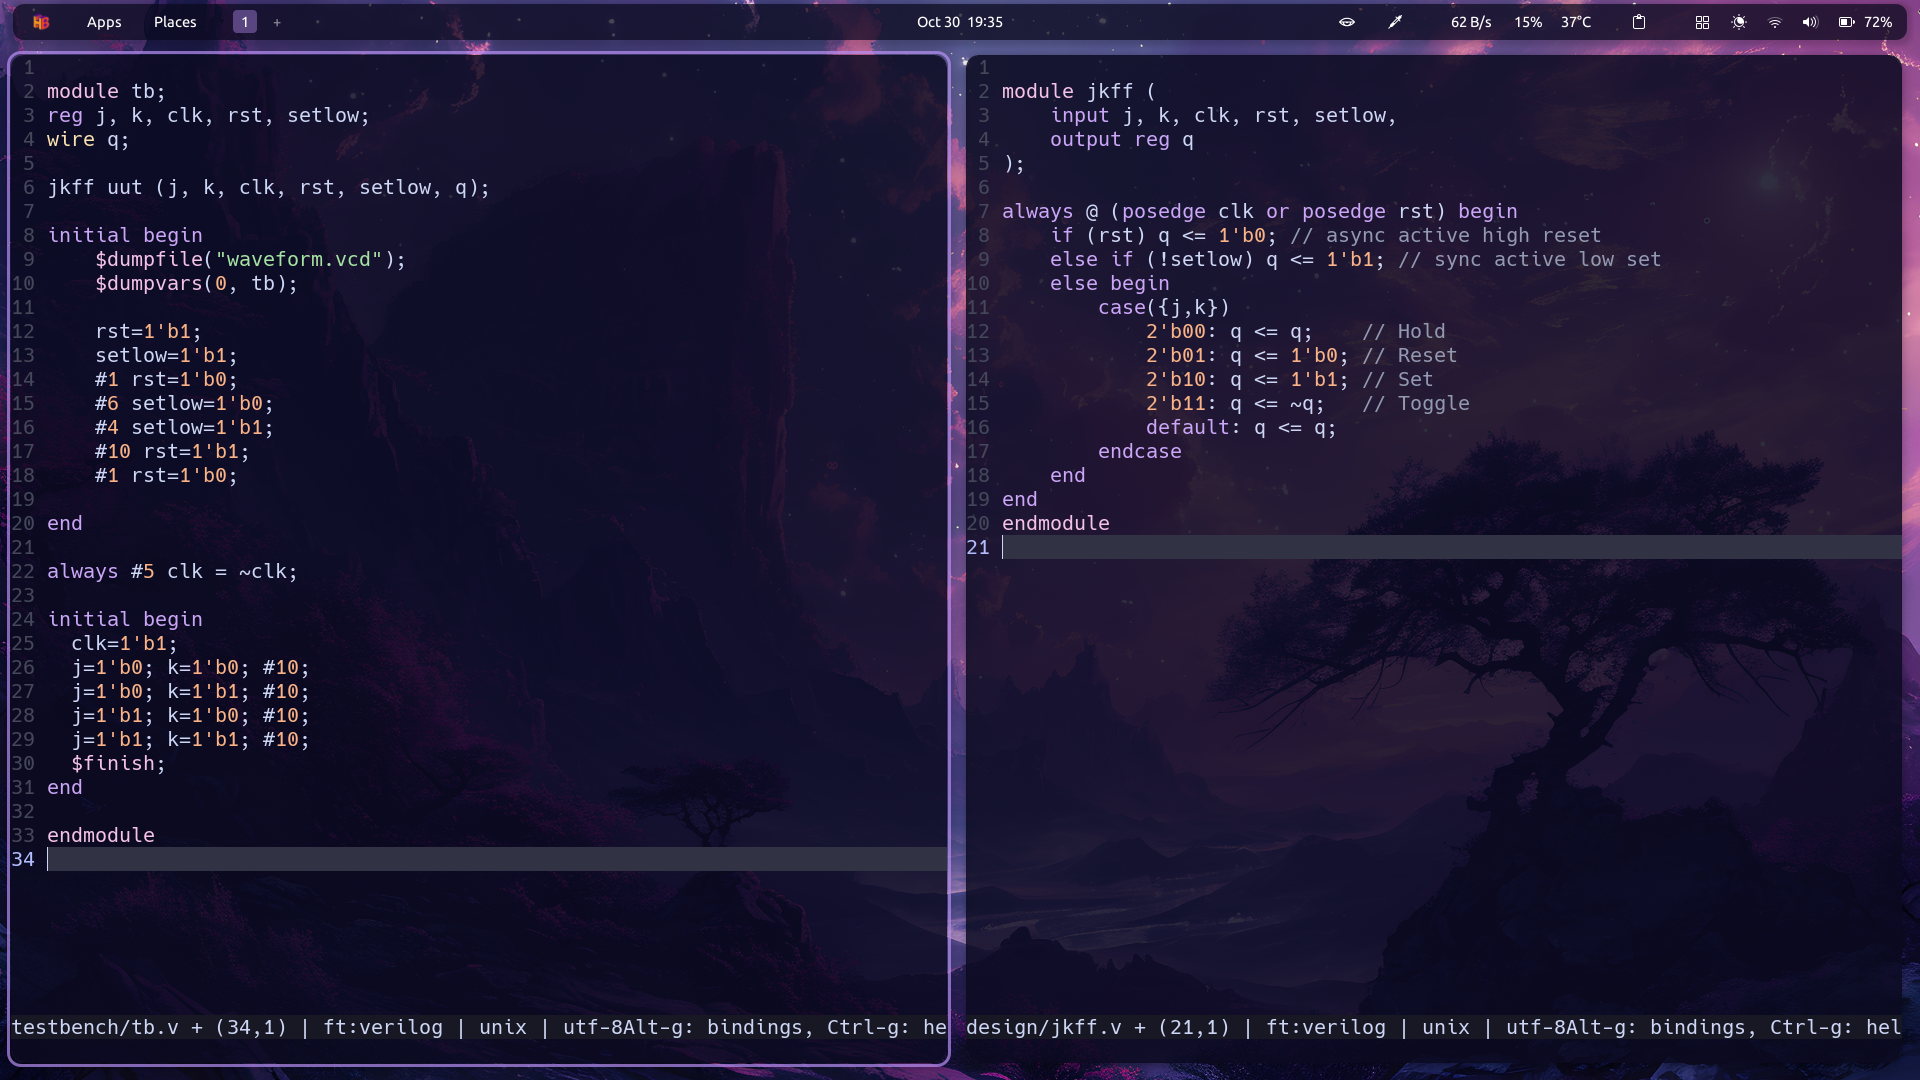 HB Apps Places 1 + Oct 30 19:35 62 B/s 15% 37°C 72%
1
2 module tb;
3 reg j, k, clk, rst, setlow;
4 wire q;
5
6 jkff uut (j, k, clk, rst, setlow, q);
7
8 initial begin
9     $dumpfile("waveform.vcd");
10     $dumpvars(0, tb);
11
12     rst=1'b1;
13     setlow=1'b1;
14     #1 rst=1'b0;
15     #6 setlow=1'b0;
16     #4 setlow=1'b1;
17     #10 rst=1'b1;
18     #1 rst=1'b0;
19
20 end
21
22 always #5 clk = ~clk;
23
24 initial begin
25   clk=1'b1;
26   j=1'b0; k=1'b0; #10;
27   j=1'b0; k=1'b1; #10;
28   j=1'b1; k=1'b0; #10;
29   j=1'b1; k=1'b1; #10;
30   $finish;
31 end
32
33 endmodule
34
testbench/tb.v + (34,1) | ft:verilog | unix | utf-8Alt-g: bindings, Ctrl-g: he
1
2 module jkff (
3     input j, k, clk, rst, setlow,
4     output reg q
5 );
6
7 always @ (posedge clk or posedge rst) begin
8     if (rst) q <= 1'b0; // async active high reset
9     else if (!setlow) q <= 1'b1; // sync active low set
10     else begin
11         case({j,k})
12             2'b00: q <= q;    // Hold
13             2'b01: q <= 1'b0; // Reset
14             2'b10: q <= 1'b1; // Set
15             2'b11: q <= ~q;   // Toggle
16             default: q <= q;
17         endcase
18     end
19 end
20 endmodule
21
design/jkff.v + (21,1) | ft:verilog | unix | utf-8Alt-g: bindings, Ctrl-g: hel